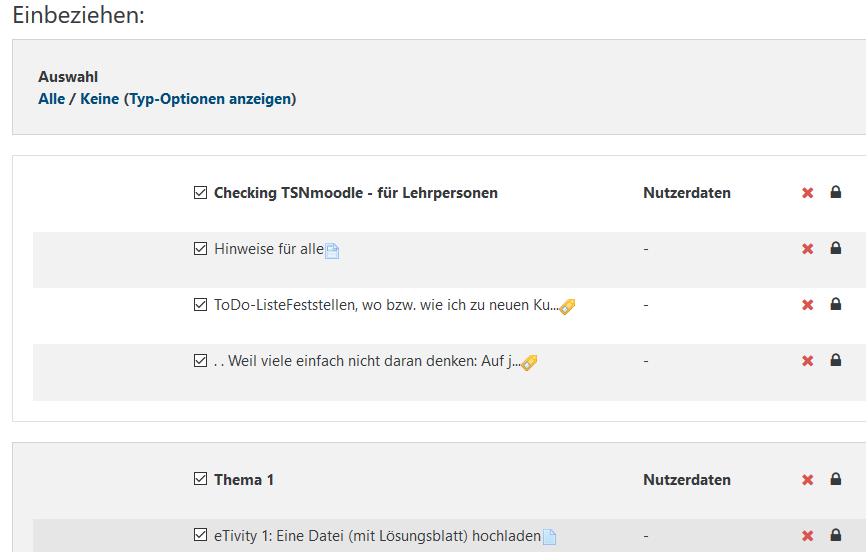 Einbeziehen:
Auswahl
Alle / Keine (Typ-Optionen anzeigen)
Checking TSNmoodle - für Lehrpersonen Nutzerdaten
Hinweise für alle -
ToDo-ListeFeststellen, wo bzw. wie ich zu neuen Ku... -
. . Weil viele einfach nicht daran denken: Auf j... -
Thema 1 Nutzerdaten
eTivity 1: Eine Datei (mit Lösungsblatt) hochladen -